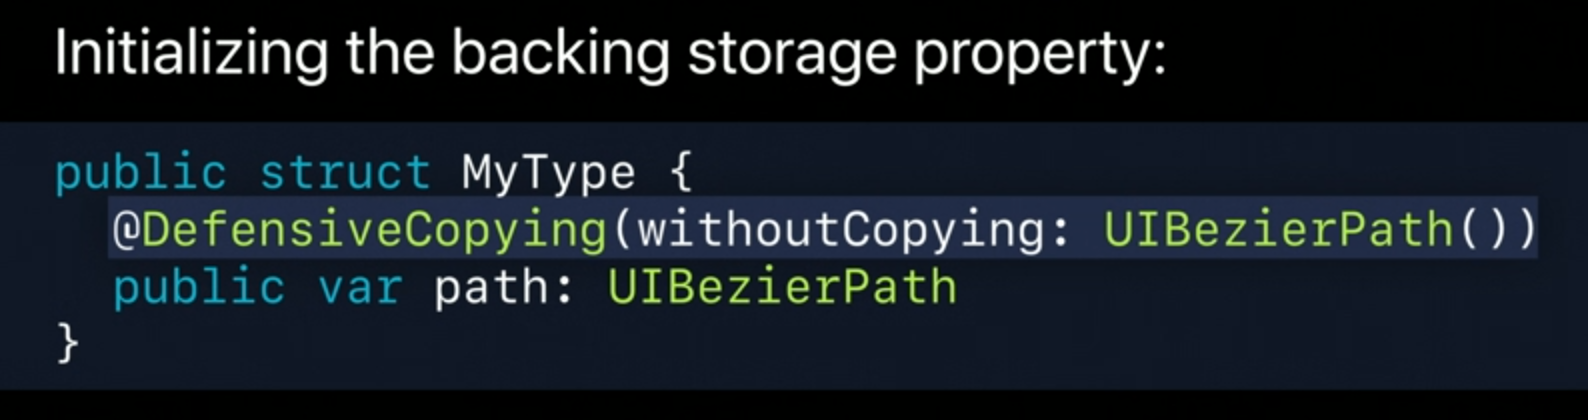 Initializing the backing storage property:
public struct MyType {
  @DefensiveCopying(withoutCopying: UIBezierPath())
  public var path: UIBezierPath
}